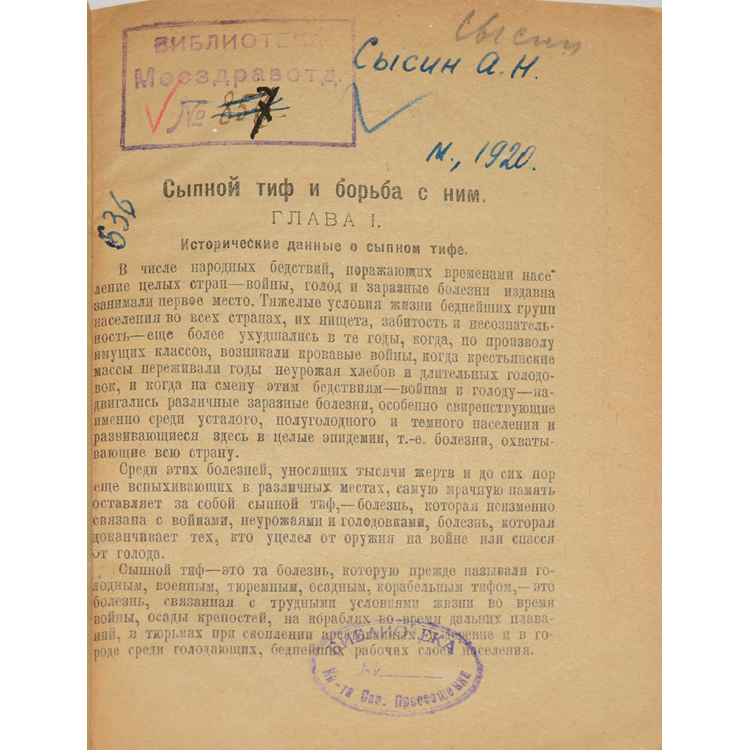 Сысин
БИБЛИОТЕКА
Мосздравотд.
№ 7
Сысин А.Н.
М., 1920.
536
Сыпной тиф и борьба с ним.
ГЛАВА I.
Исторические данные о сыпном тифе.
В числе народных бедствий, поражающих временами насе-
ление целых стран—войны, голод и заразные болезни издавна
занимали первое место. Тяжелые условия жизни беднейших групп
населения во всех странах, их нищета, забитость и несознатель-
ность—еще более ухудшались в те годы, когда, по произволу
имущих классов, возникали кровавые войны, когда крестьянские
массы переживали годы неурожая хлебов и длительных голодо-
вок, и когда на смену этим бедствиям—войнам и голоду—на-
двигались различные заразные болезни, особенно свирепствующие
именно среди усталого, полуголодного и темного населения и
развивающиеся здесь в целые эпидемии, т.-е. болезни, охваты-
вающие всю страну.
Среди этих болезней, уносящих тысячи жертв и до сих пор
еще вспыхивающих в различных местах, самую мрачную память
оставляет за собой сыпной тиф,—болезнь, которая неизменно
связана с войнами, неурожаями и голодовками, болезнь, которая
доканчивает тех, кто уцелел от оружия на войне или спасся
от голода.
Сыпной тиф—это та болезнь, которую прежде называли го-
лодным, военным, тюремным, осадным, корабельным тифом,—это
болезнь, связанная с трудными условиями жизни во время
войны, осады крепостей, на кораблях во-время дальних плава-
ний, в тюрьмах при скоплении в и в го-
роде среди голодающих, беднейших рабочих слоев населения.
БИБЛИОТЕКА
Ин-та Сан. Просвещения